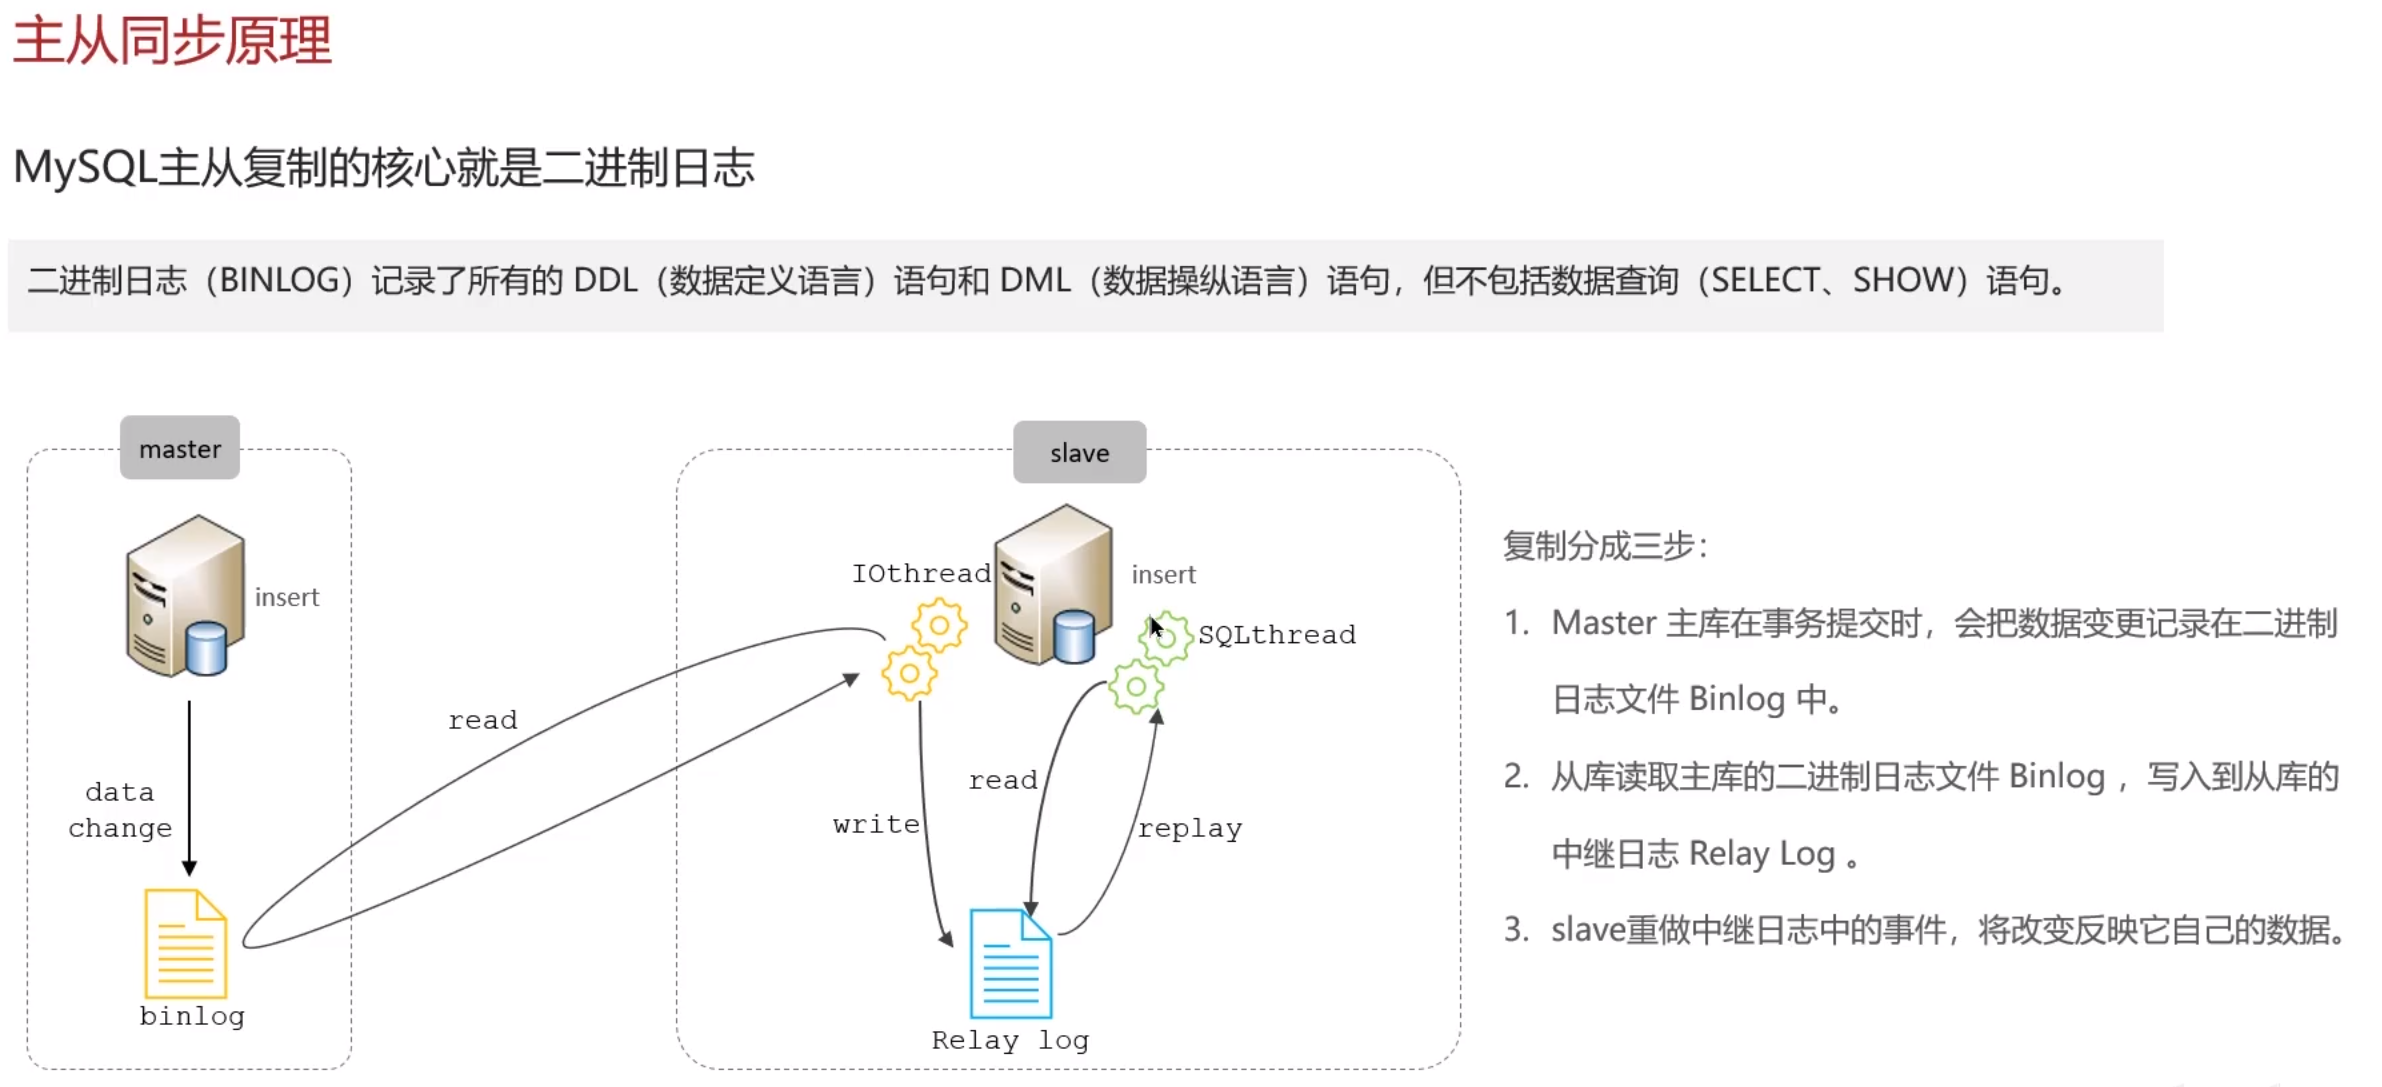 主从同步原理
MySQL主从复制的核心就是二进制日志
二进制日志（BINLOG）记录了所有的 DDL（数据定义语言）语句和 DML（数据操纵语言）语句，但不包括数据查询（SELECT、SHOW）语句。
master
insert
data
change
binlog
read
slave
IOthread
insert
SQLthread
read
write
replay
Relay log
复制分成三步：
1. Master 主库在事务提交时，会把数据变更记录在二进制
日志文件 Binlog 中。
2. 从库读取主库的二进制日志文件 Binlog ，写入到从库的
中继日志 Relay Log 。
3. slave重做中继日志中的事件，将改变反映它自己的数据。